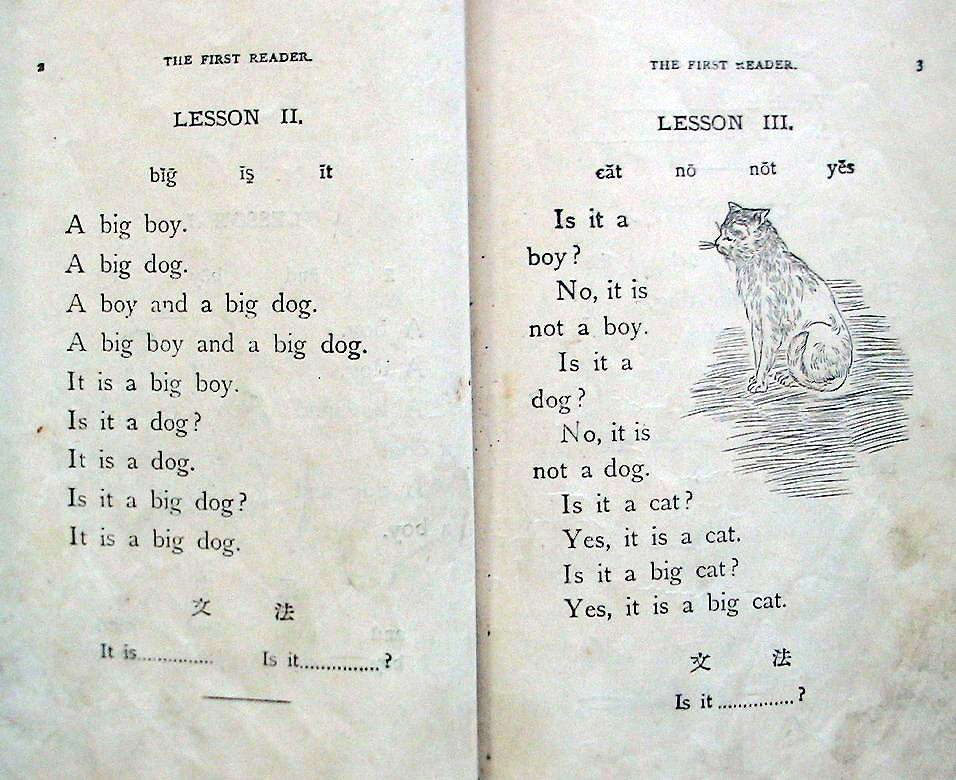 2
THE FIRST READER.
LESSON II.
bĭg̅ ĭs̱ ĭt
A big boy.
A big dog.
A boy and a big dog.
A big boy and a big dog.
It is a big boy.
Is it a dog?
It is a dog.
Is it a big dog?
It is a big dog.
文 法
It is..............
Is it...............?
THE FIRST READER.
3
LESSON III.
ϵăt nō nŏt yĕs
Is it a
boy?
No, it is
not a boy.
Is it a
dog?
No, it is
not a dog.
Is it a cat?
Yes, it is a cat.
Is it a big cat?
Yes, it is a big cat.
文 法
Is it...............?